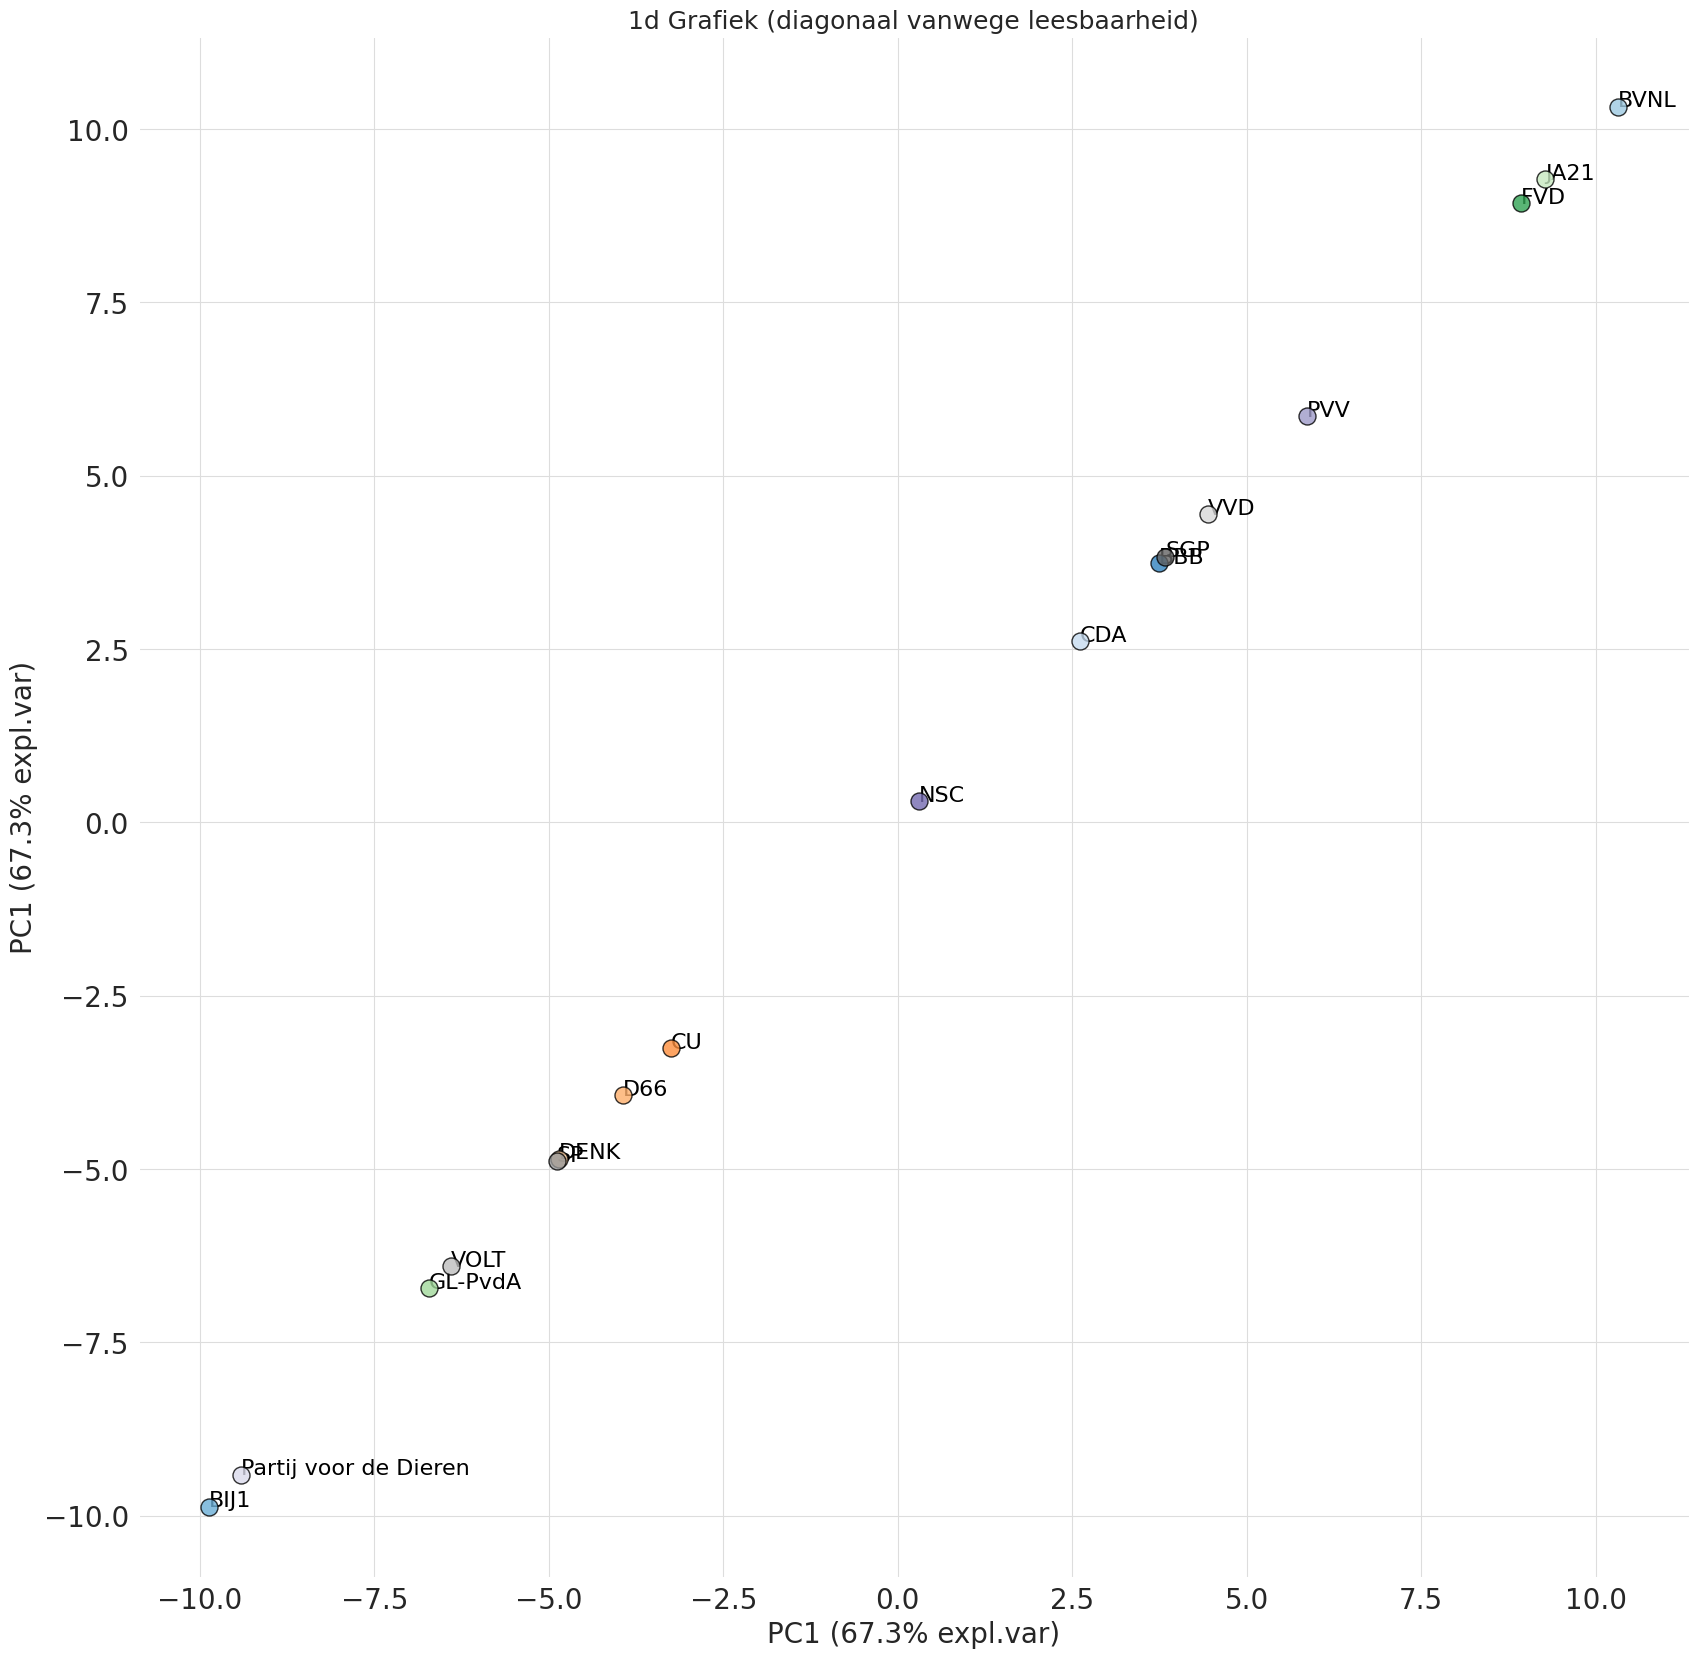 1d Grafiek (diagonaal vanwege leesbaarheid)
BVNL
10.0
JA21
FVD
7.5
PVV
5.0
VVD
SGP
CDA
2.5
NSC
0.0
PC1 (67.3% expl.var)
−2.5
CU
D66
DENK
SP
−5.0
VOLT
GL-PvdA
−7.5
Partij voor de Dieren
BIJ1
−10.0
−10.0 −7.5 −5.0 −2.5 0.0 2.5 5.0 7.5 10.0
PC1 (67.3% expl.var)